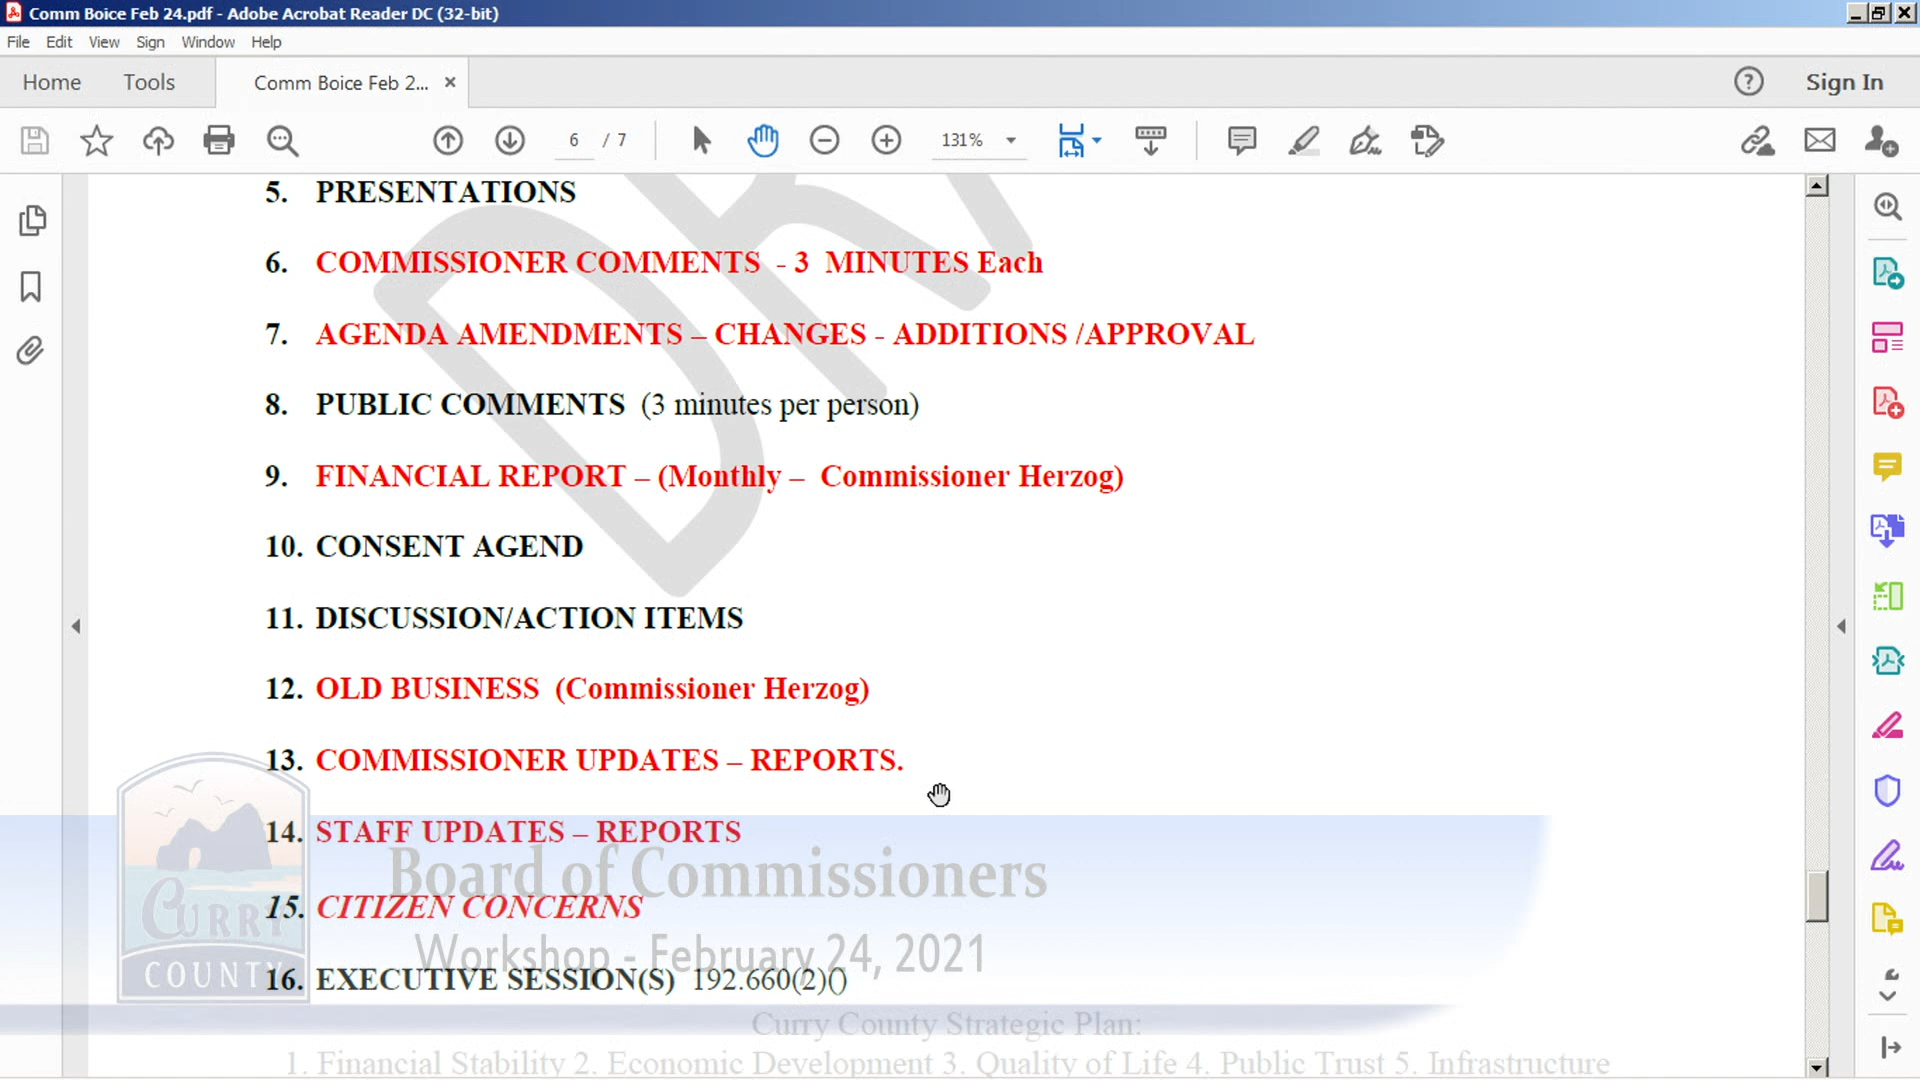 Comm Boice Feb 24.pdf - Adobe Acrobat Reader DC (32-bit)
File Edit View Sign Window Help
Home Tools Comm Boice Feb 2... × ? Sign In
6 / 7 131%
5. PRESENTATIONS
6. COMMISSIONER COMMENTS - 3 MINUTES Each
7. AGENDA AMENDMENTS – CHANGES - ADDITIONS /APPROVAL
8. PUBLIC COMMENTS (3 minutes per person)
9. FINANCIAL REPORT – (Monthly – Commissioner Herzog)
10. CONSENT AGEND
11. DISCUSSION/ACTION ITEMS
12. OLD BUSINESS (Commissioner Herzog)
13. COMMISSIONER UPDATES – REPORTS.
14. STAFF UPDATES – REPORTS
Board of Commissioners
15. CITIZEN CONCERNS
Workshop - February 24, 2021
16. EXECUTIVE SESSION(S) 192.660(2)()
CURRY
COUNTY
Curry County Strategic Plan:
1. Financial Stability 2. Economic Development 3. Quality of Life 4. Public Trust 5. Infrastructure